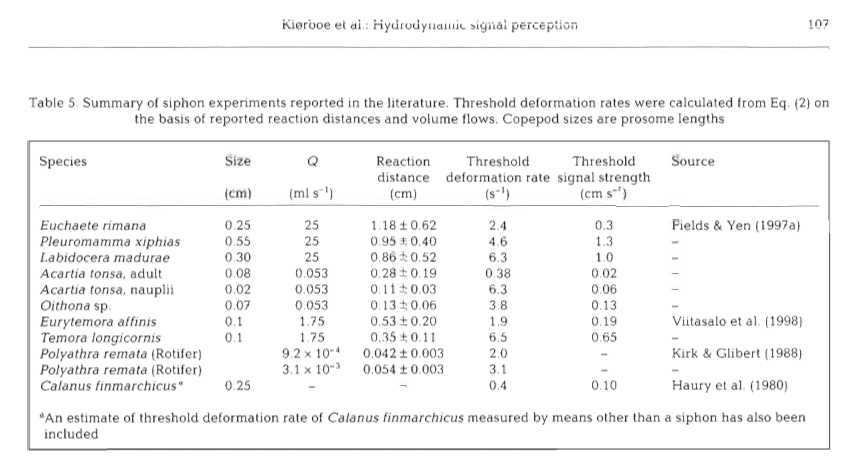 Kiørboe et al.: Hydrodynamic signal perception 107
Table 5. Summary of siphon experiments reported in the literature. Threshold deformation rates were calculated from Eq. (2) on
the basis of reported reaction distances and volume flows. Copepod sizes are prosome lengths
Species Size Q Reaction Threshold Threshold Source
distance deformation rate signal strength
(cm) (ml s⁻¹) (cm) (s⁻¹) (cm s⁻¹)
Euchaete rimana 0.25 25 1.18 ± 0.62 2.4 0.3 Fields & Yen (1997a)
Pleuromamma xiphias 0.55 25 0.95 ± 0.40 4.6 1.3 –
Labidocera madurae 0.30 25 0.86 ± 0.52 6.3 1.0 –
Acartia tonsa, adult 0.08 0.053 0.28 ± 0.19 0.38 0.02 –
Acartia tonsa, nauplii 0.02 0.053 0.11 ± 0.03 6.3 0.06 –
Oithona sp. 0.07 0.053 0.13 ± 0.06 3.8 0.13 –
Eurytemora affinis 0.1 1.75 0.53 ± 0.20 1.9 0.19 Viitasalo et al. (1998)
Temora longicornis 0.1 1.75 0.35 ± 0.11 6.5 0.65 –
Polyathra remata (Rotifer) 9.2 × 10⁻⁴ 0.042 ± 0.003 2.0 – Kirk & Glibert (1988)
Polyathra remata (Rotifer) 3.1 × 10⁻³ 0.054 ± 0.003 3.1 – –
Calanus finmarchicusᵃ 0.25 – – 0.4 0.10 Haury et al. (1980)
ᵃAn estimate of threshold deformation rate of Calanus finmarchicus measured by means other than a siphon has also been
included